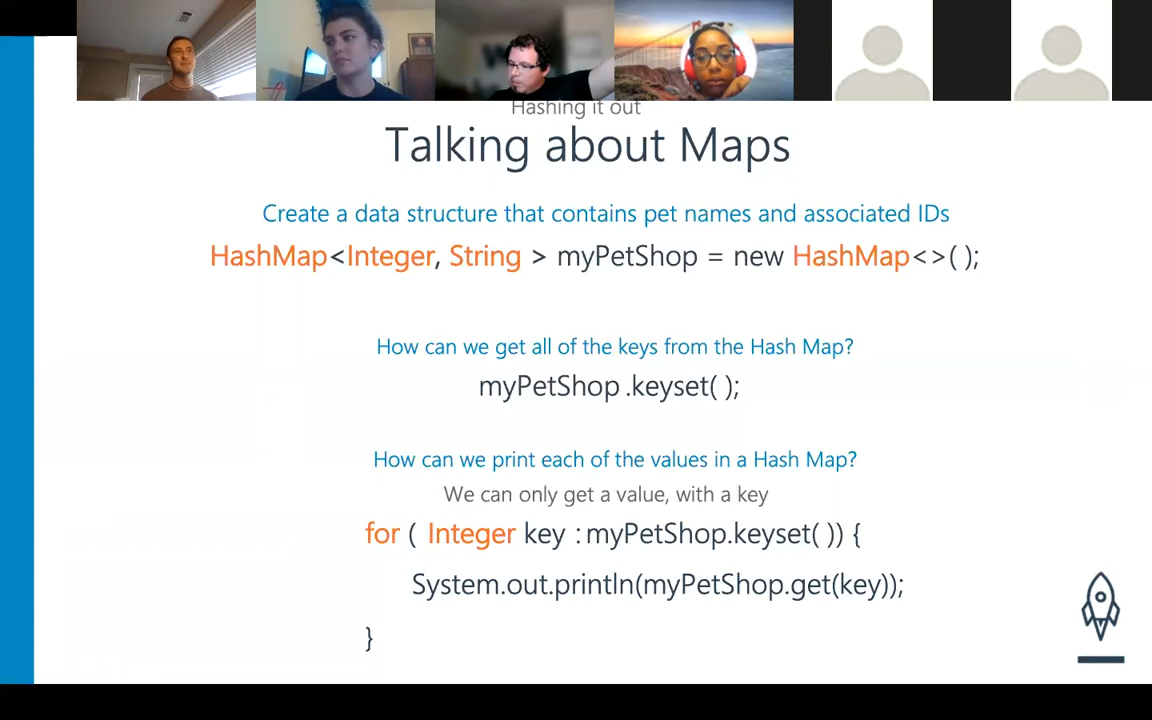 Hashing it out
Talking about Maps
Create a data structure that contains pet names and associated IDs
HashMap<Integer, String > myPetShop = new HashMap<>( );
How can we get all of the keys from the Hash Map?
myPetShop .keyset( );
How can we print each of the values in a Hash Map?
We can only get a value, with a key
for ( Integer key : myPetShop.keyset( )) {
System.out.println(myPetShop.get(key));
}